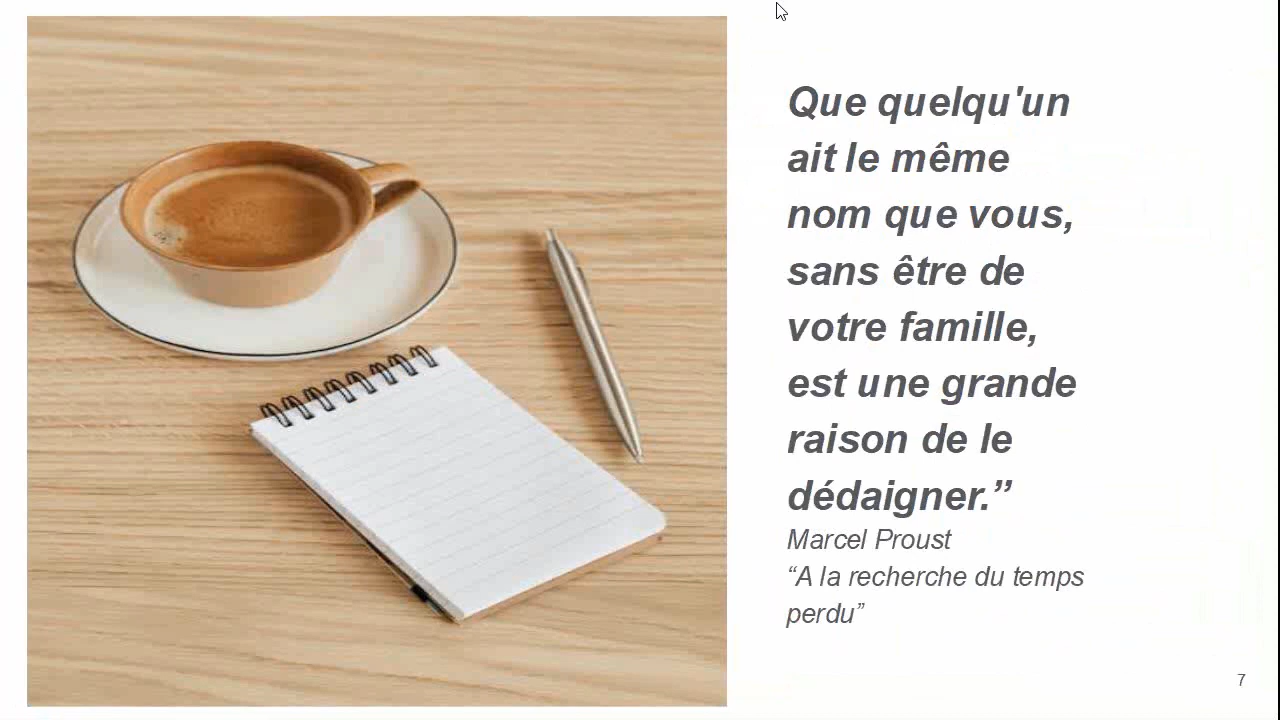 Que quelqu'un
ait le même
nom que vous,
sans être de
votre famille,
est une grande
raison de le
dédaigner.”
Marcel Proust
“A la recherche du temps
perdu”
7